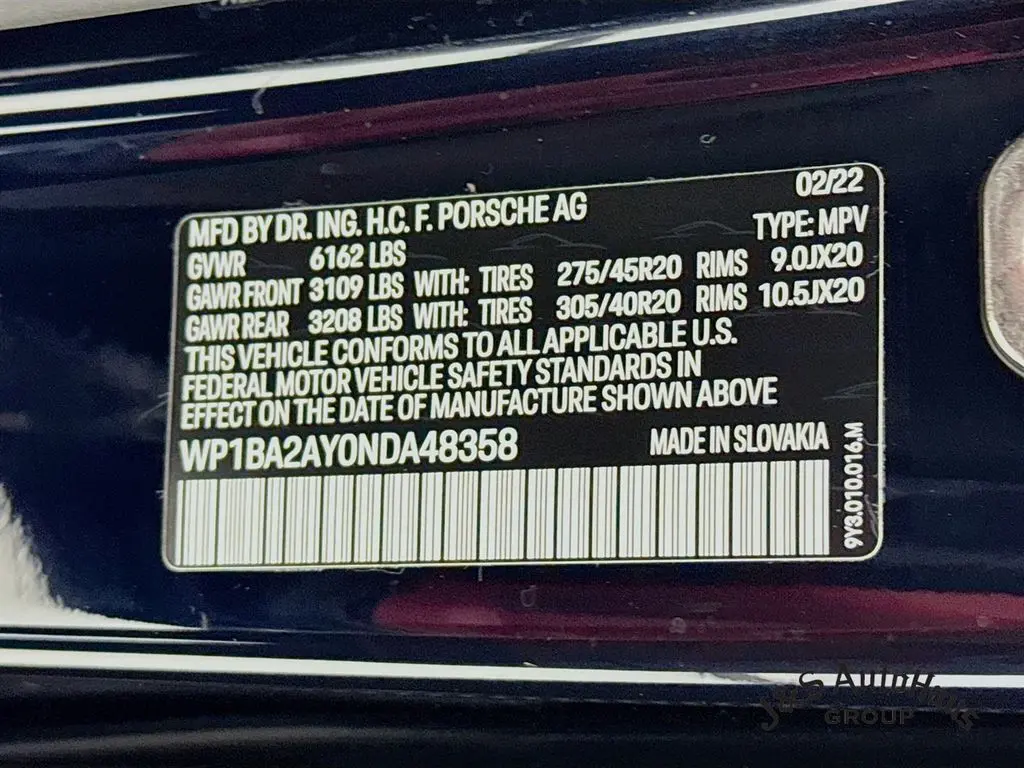 02/22
MFD BY DR. ING. H.C. F. PORSCHE AG
TYPE: MPV
GVWR 6162 LBS
GAWR FRONT 3109 LBS WITH: TIRES 275/45R20 RIMS 9.0JX20
GAWR REAR 3208 LBS WITH: TIRES 305/40R20 RIMS 10.5JX20
THIS VEHICLE CONFORMS TO ALL APPLICABLE U.S.
FEDERAL MOTOR VEHICLE SAFETY STANDARDS IN
EFFECT ON THE DATE OF MANUFACTURE SHOWN ABOVE
WP1BA2AY0NDA48358 MADE IN SLOVAKIA
9Y3.010.016.M
J&S AutoHaus
GROUP